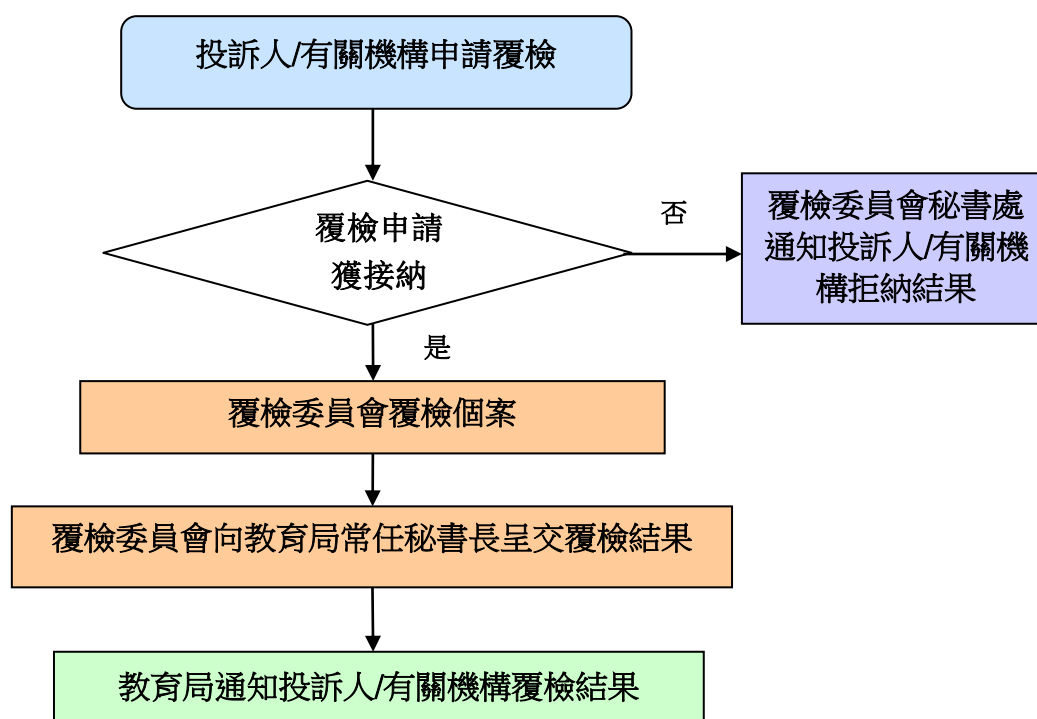 投訴人/有關機構申請覆檢
覆檢申請
獲接納
否
覆檢委員會秘書處
通知投訴人/有關機
構拒納結果
是
覆檢委員會覆檢個案
覆檢委員會向教育局常任秘書長呈交覆檢結果
教育局通知投訴人/有關機構覆檢結果